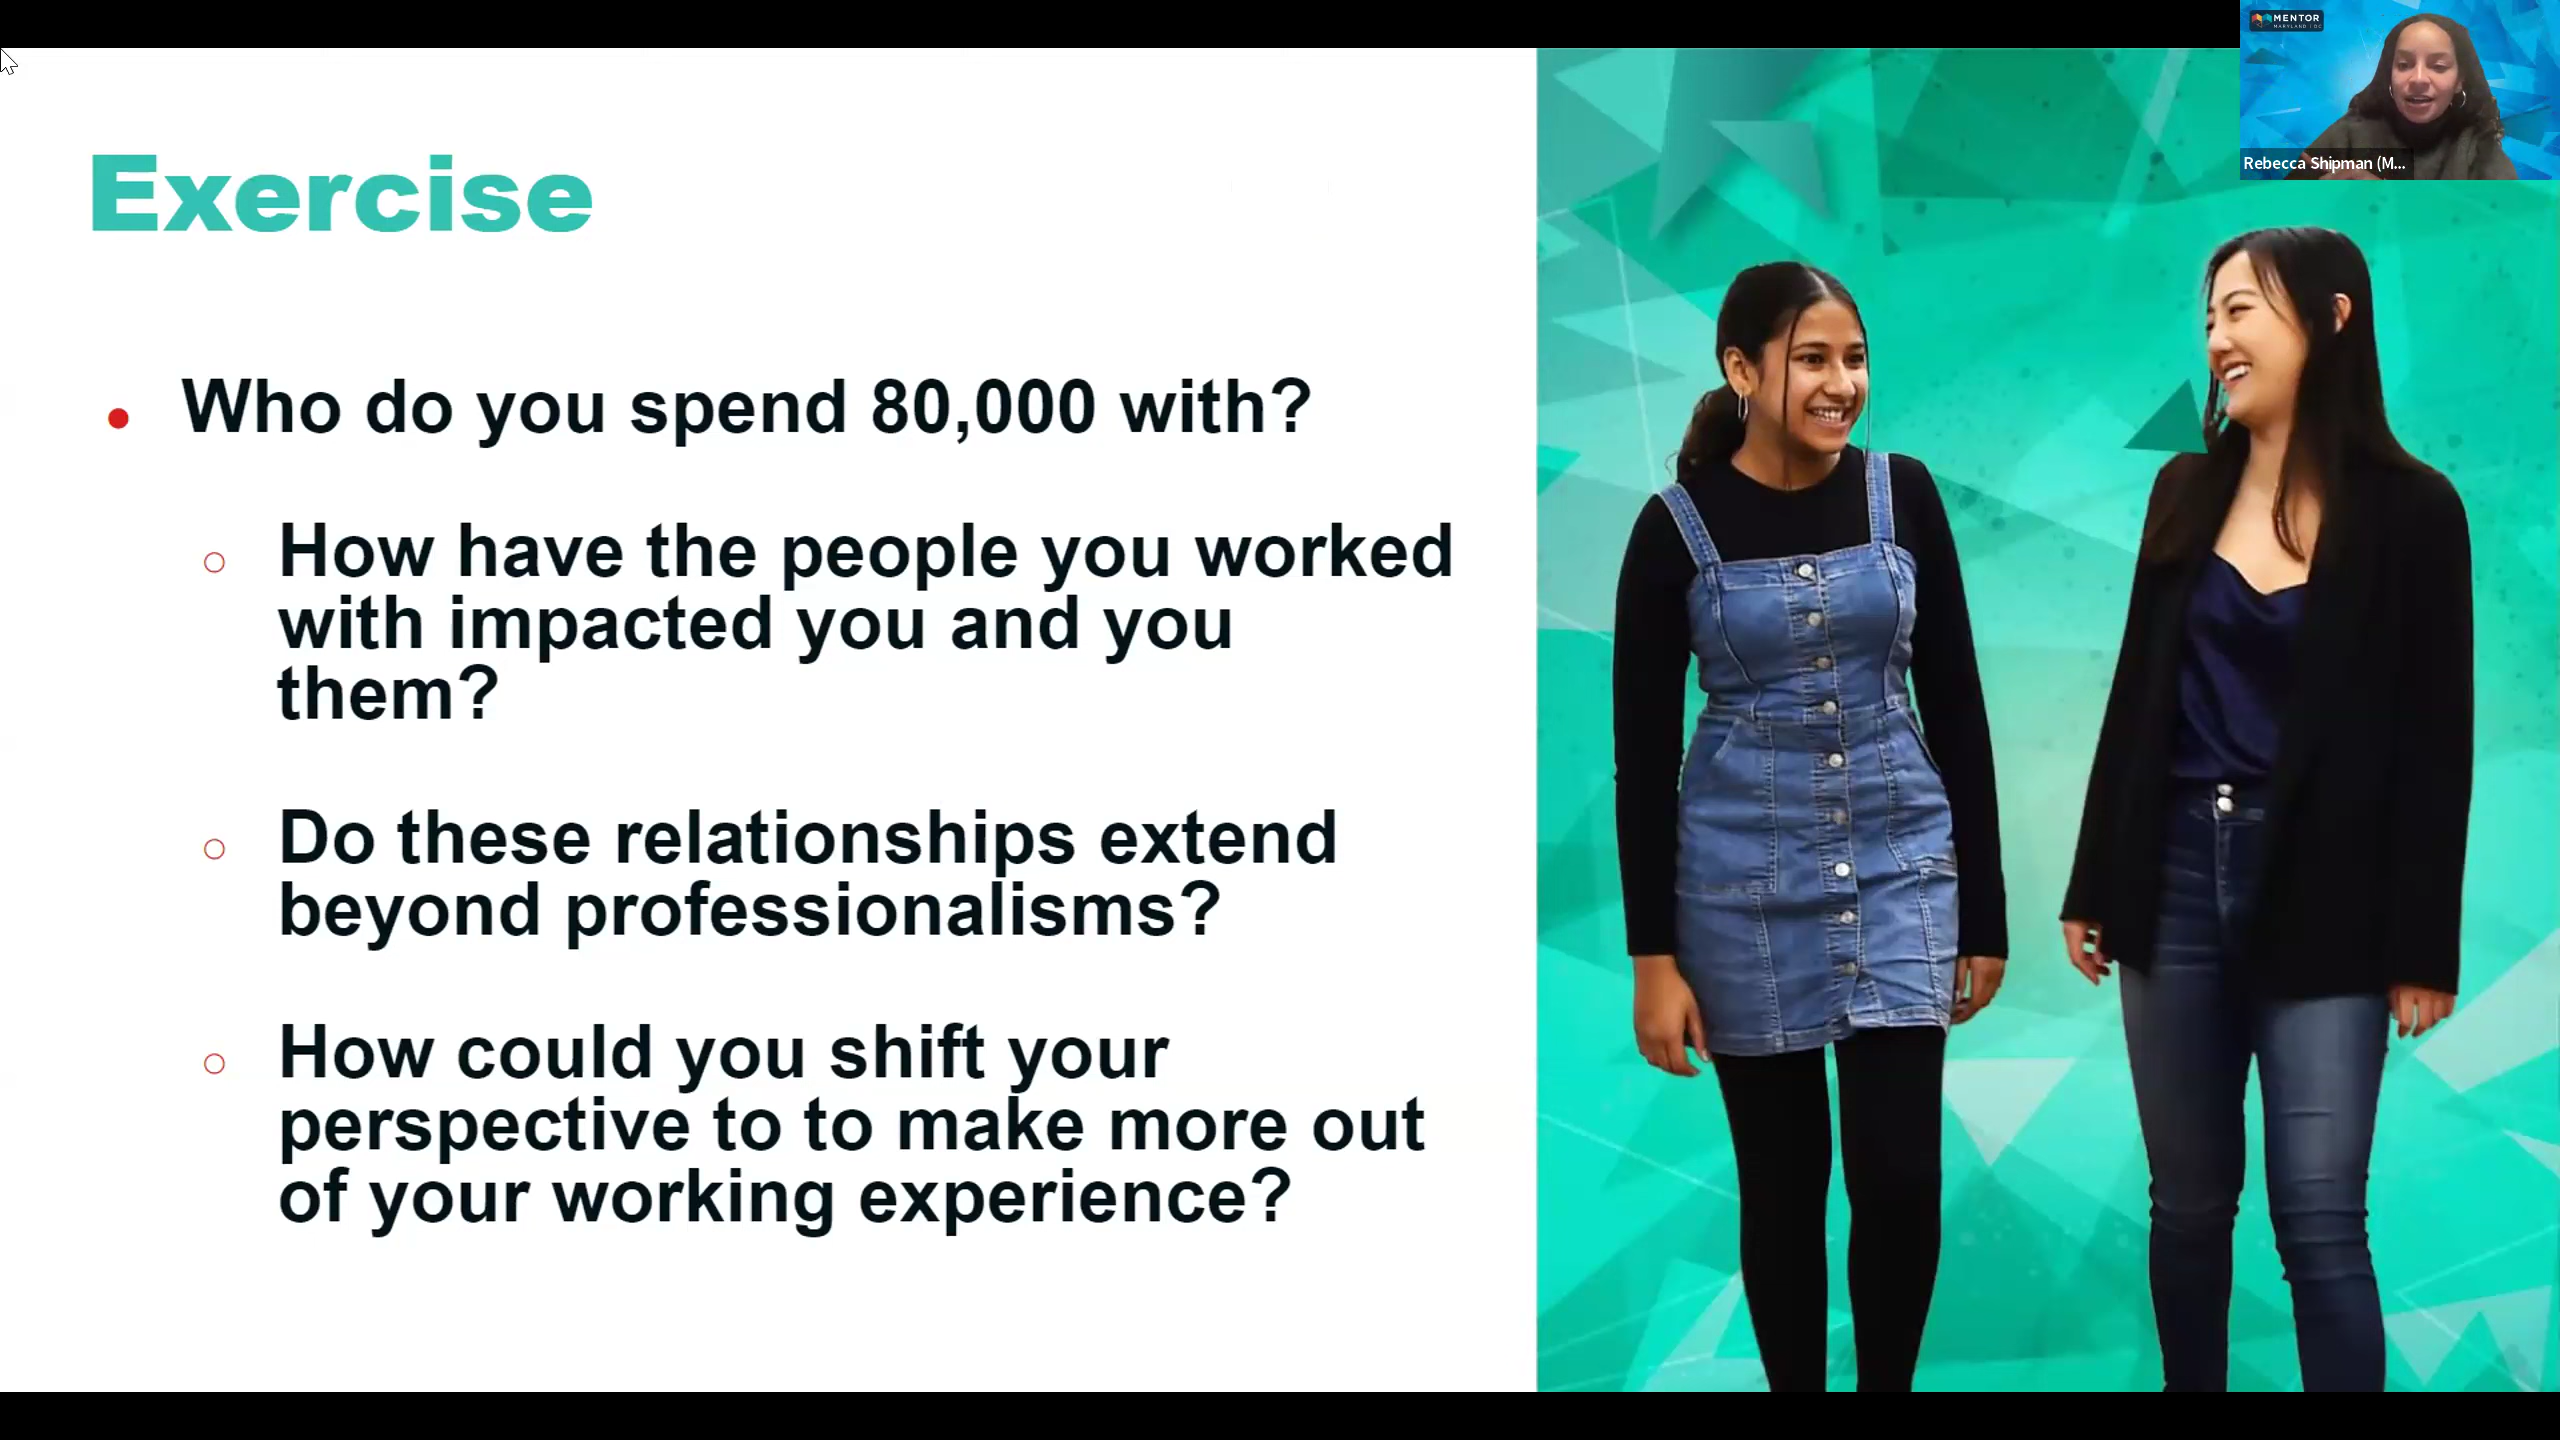 MENTOR
MARYLAND | DC
Rebecca Shipman (M...
Exercise
Who do you spend 80,000 with?
How have the people you worked
with impacted you and you
them?
Do these relationships extend
beyond professionalisms?
How could you shift your
perspective to to make more out
of your working experience?